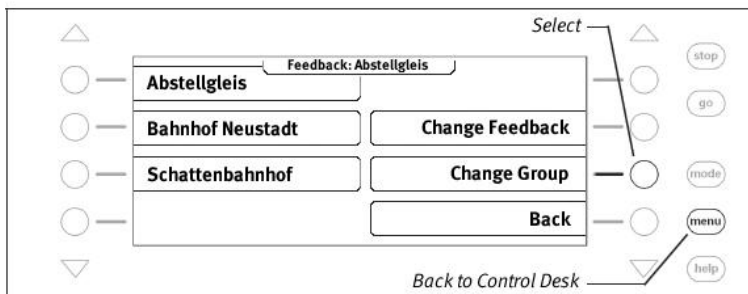 Select
stop
Feedback: Abstellgleis
Abstellgleis
go
Bahnhof Neustadt
Change Feedback
Schattenbahnhof
Change Group
mode
Back
menu
help
Back to Control Desk